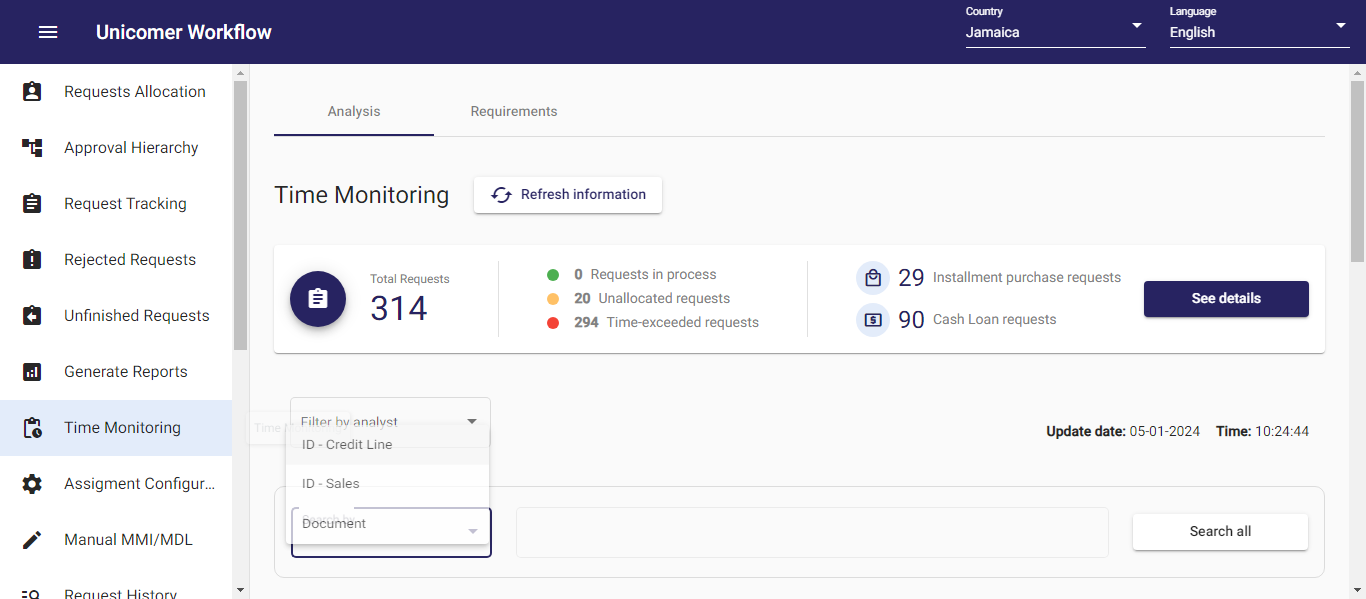 Unicomer Workflow
Country
Jamaica
Language
English
Requests Allocation
Approval Hierarchy
Request Tracking
Rejected Requests
Unfinished Requests
Generate Reports
Time Monitoring
Assigment Configur...
Manual MMI/MDL
Request History
Analysis
Requirements
Time Monitoring
Refresh information
Total Requests
314
0 Requests in process
20 Unallocated requests
294 Time-exceeded requests
29 Installment purchase requests
90 Cash Loan requests
See details
Time
Filter by analyst
Update date: 05-01-2024 Time: 10:24:44
ID - Credit Line
ID - Sales
Search by
Document
Search all